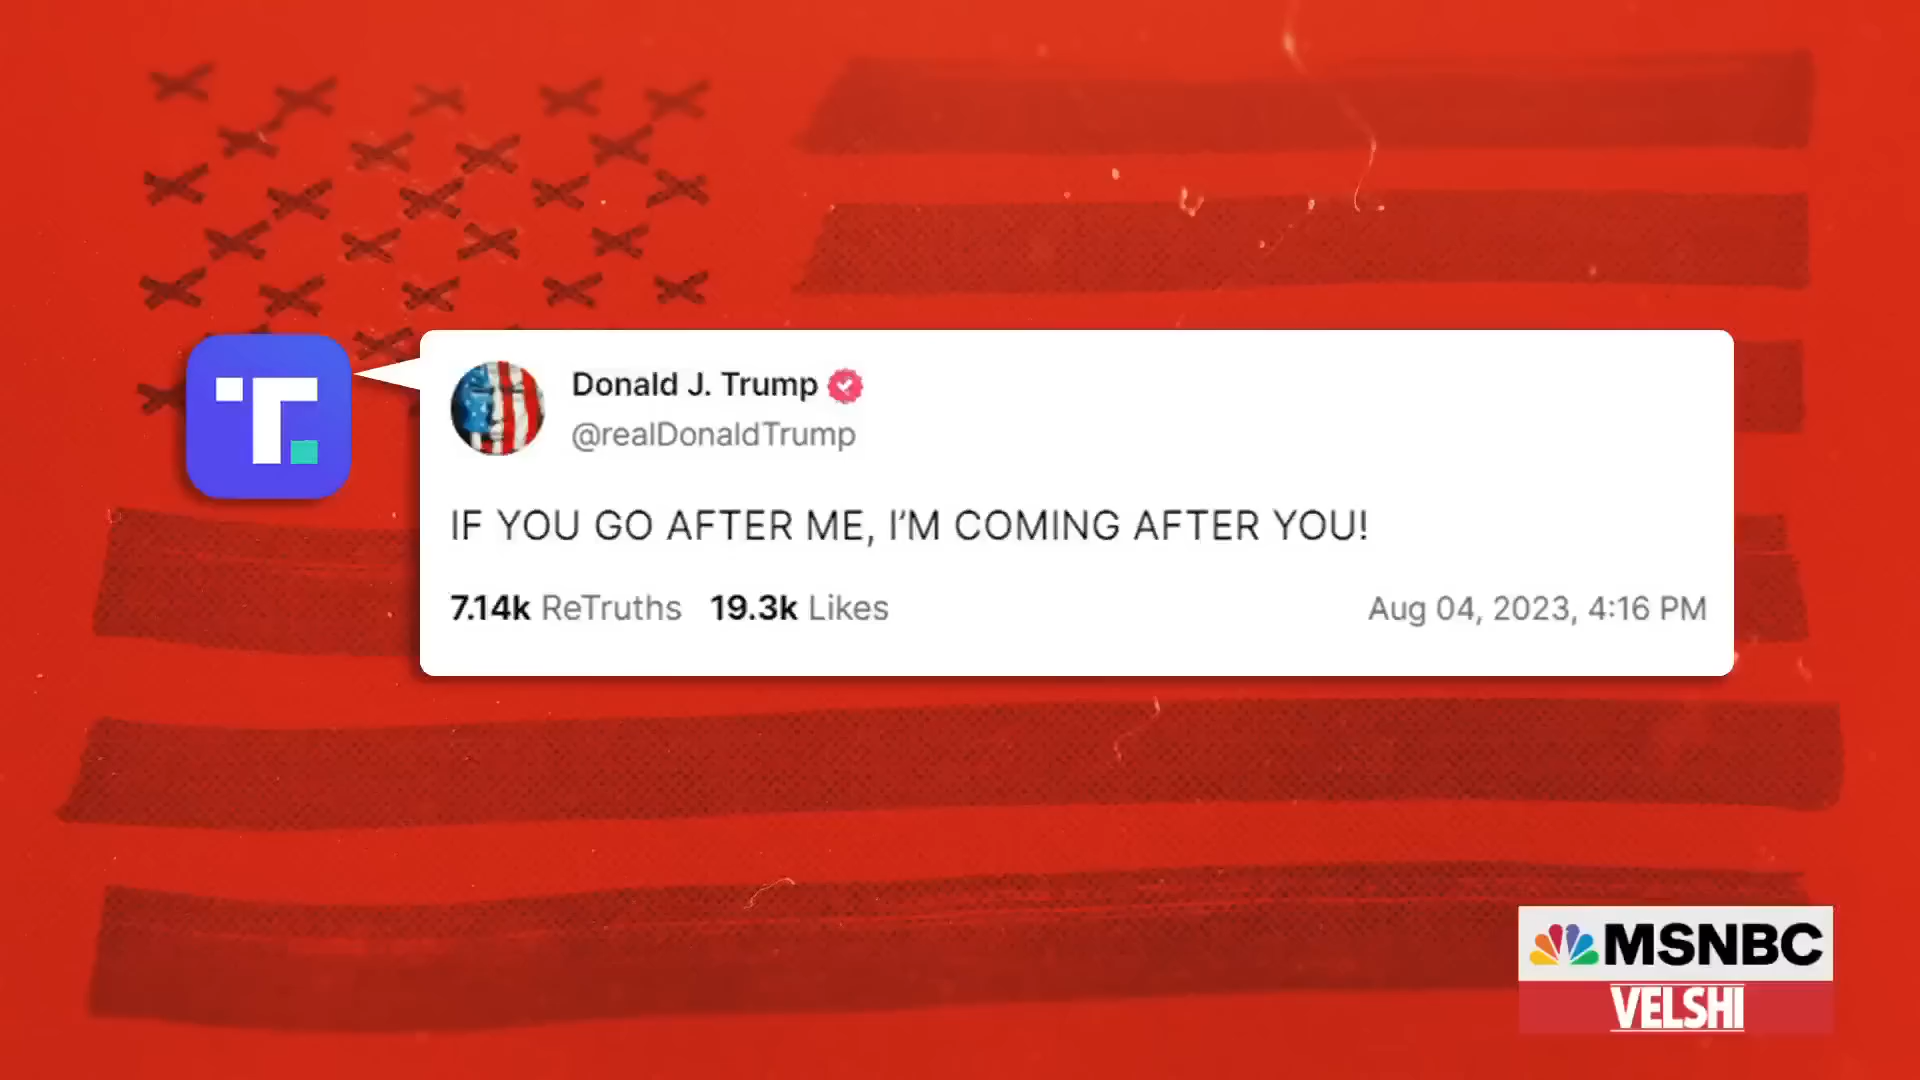 Donald J. Trump
@realDonaldTrump
IF YOU GO AFTER ME, I'M COMING AFTER YOU!
7.14k ReTruths 19.3k Likes
Aug 04, 2023, 4:16 PM
MSNBC
VELSHI